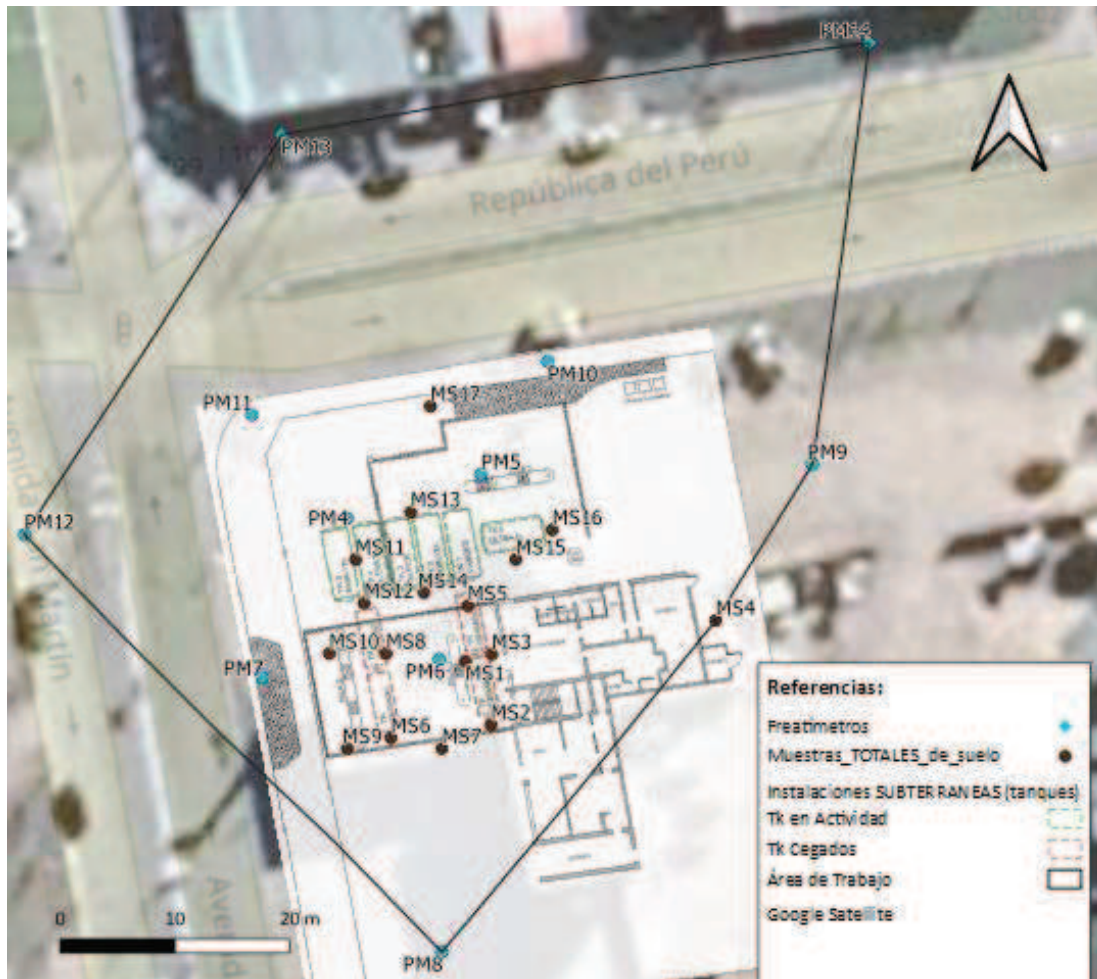 PM14
PM13
República del Perú
PM10
PM11
MS17
PM9
PM5
MS13
PM4
MS16
PM12
MS11
MS15
MS14
MS12
MS5
MS4
MS10
MS8
MS3
PM6
MS1
PM7
MS2
MS6
MS9
MS7
Martín
Referencias:
Freatímetros
Muestras_TOTALES_de_suelo
Instalaciones SUBTERRANEAS (tanques)
Tk en Actividad
Tk Cegados
Área de Trabajo
Google Satellite
0 10 20 m
PM8